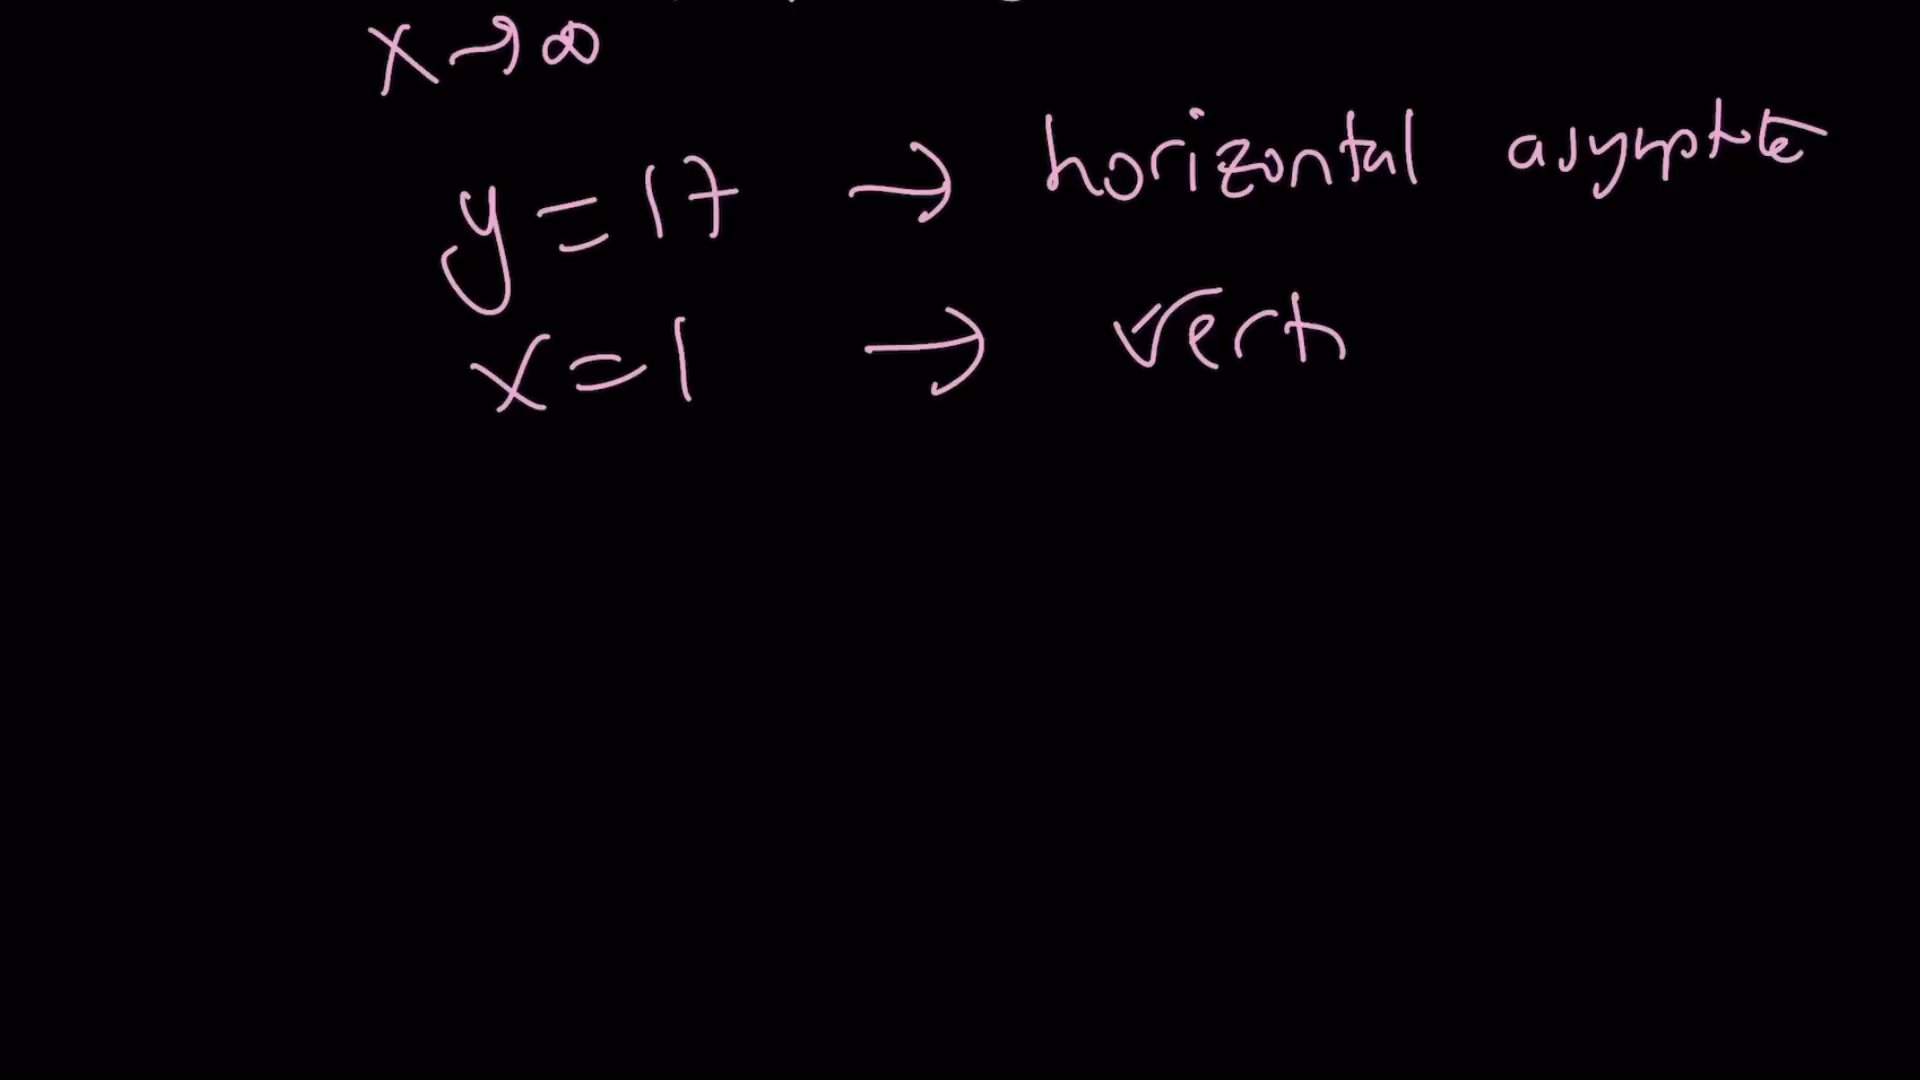 x → ∞
y = 17 → horizontal asymptote
x = 1 → vert